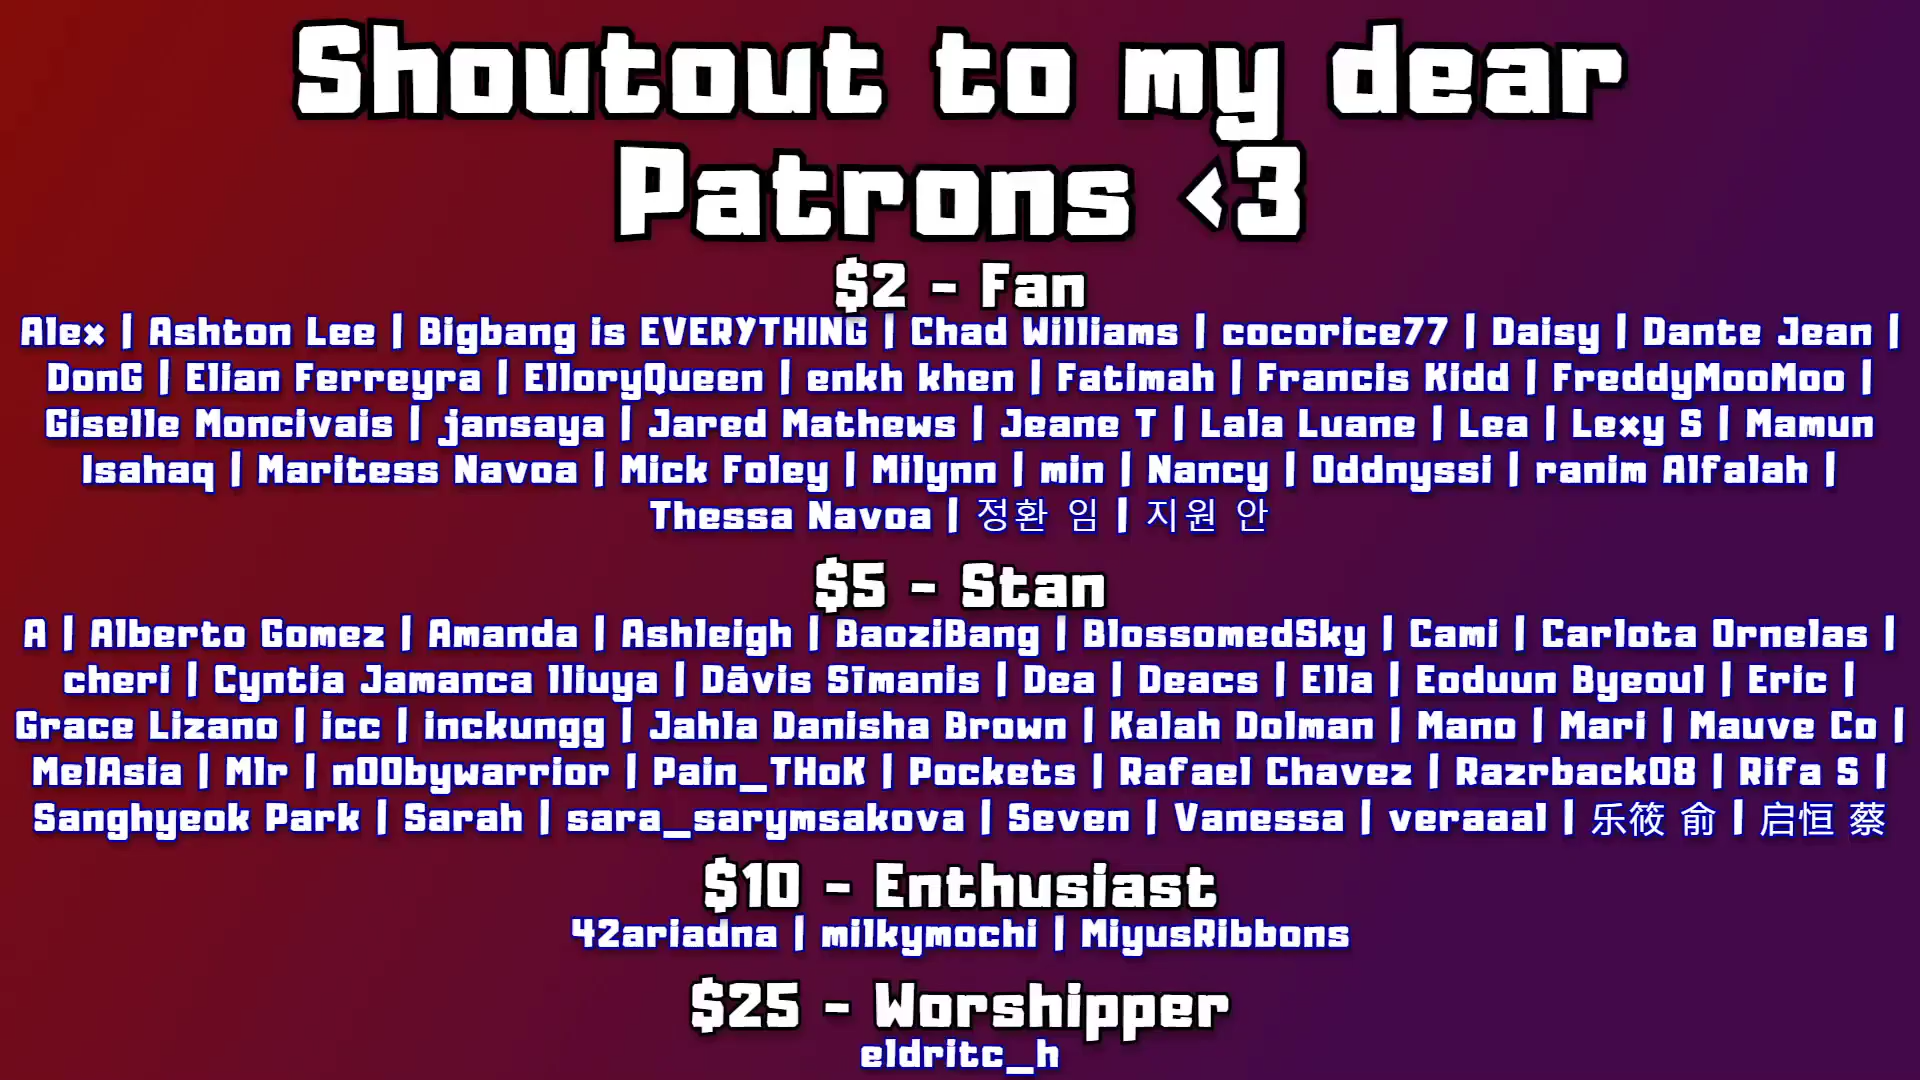 Shoutout to my dear
Patrons <3
$2 - Fan
Alex | Ashton Lee | Bigbang is EVERYTHING | Chad Williams | cocorice77 | Daisy | Dante Jean |
DonG | Elian Ferreyra | ElloryQueen | enkh khen | Fatimah | Francis Kidd | FreddyMooMoo |
Giselle Moncivais | jansaya | Jared Mathews | Jeane T | Lala Luane | Lea | Lexy S | Mamun
Isahaq | Maritess Navoa | Mick Foley | Milynn | min | Nancy | Oddnyssi | ranim Alfalah |
Thessa Navoa | 정환 임 | 지원 안
$5 - Stan
A | Alberto Gomez | Amanda | Ashleigh | BaoziBang | BlossomedSky | Cami | Carlota Ornelas |
cheri | Cyntia Jamanca Illiuya | Dāvis Sīmanis | Dea | Deacs | Ella | Eoduun Byeoul | Eric |
Grace Lizano | icc | inckungg | Jahla Danisha Brown | Kalah Dolman | Mano | Mari | Mauve Co |
MelAsia | Mlr | n00bywarrior | Pain_THoK | Pockets | Rafael Chavez | Razrback08 | Rifa S |
Sanghyeok Park | Sarah | sara_sarymsakova | Seven | Vanessa | veraaal | 乐筱 俞 | 启恒 蔡
$10 - Enthusiast
42ariadna | milkymochi | MiyusRibbons
$25 - Worshipper
eldritc_h